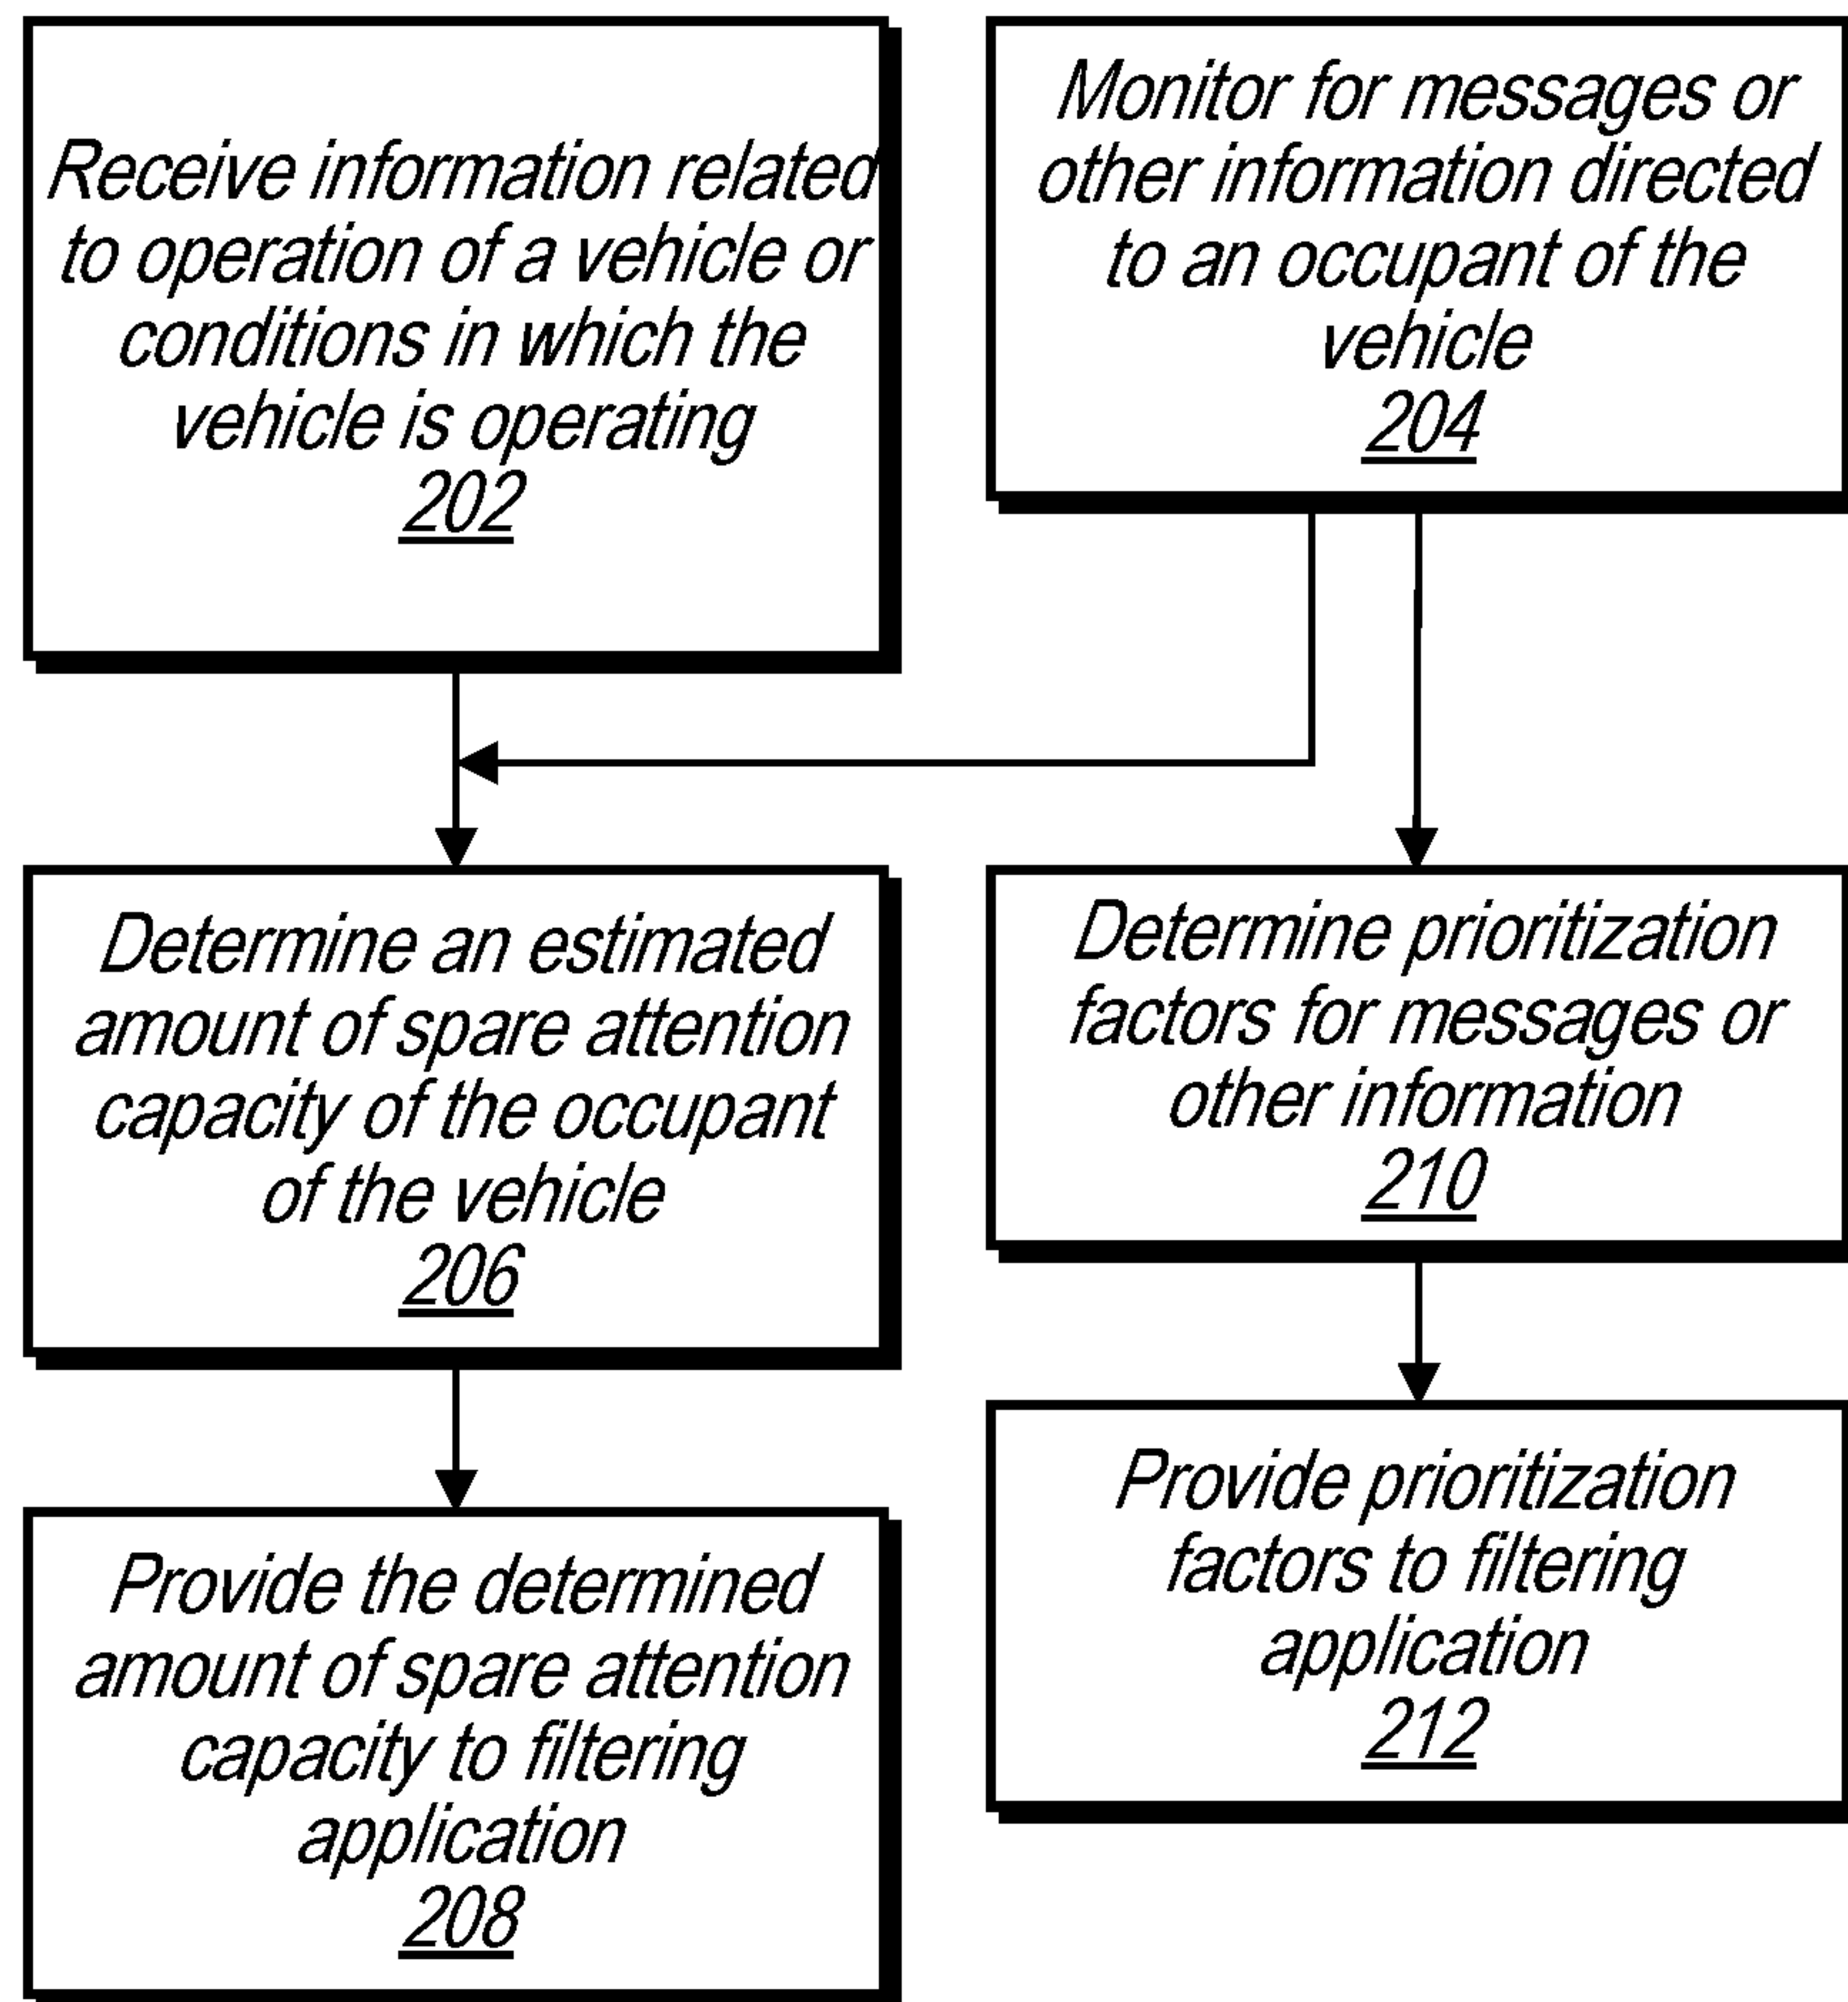 Receive information related
to operation of a vehicle or
conditions in which the
vehicle is operating
202
Monitor for messages or
other information directed
to an occupant of the
vehicle
204
Determine an estimated
amount of spare attention
capacity of the occupant
of the vehicle
206
Determine prioritization
factors for messages or
other information
210
Provide the determined
amount of spare attention
capacity to filtering
application
208
Provide prioritization
factors to filtering
application
212